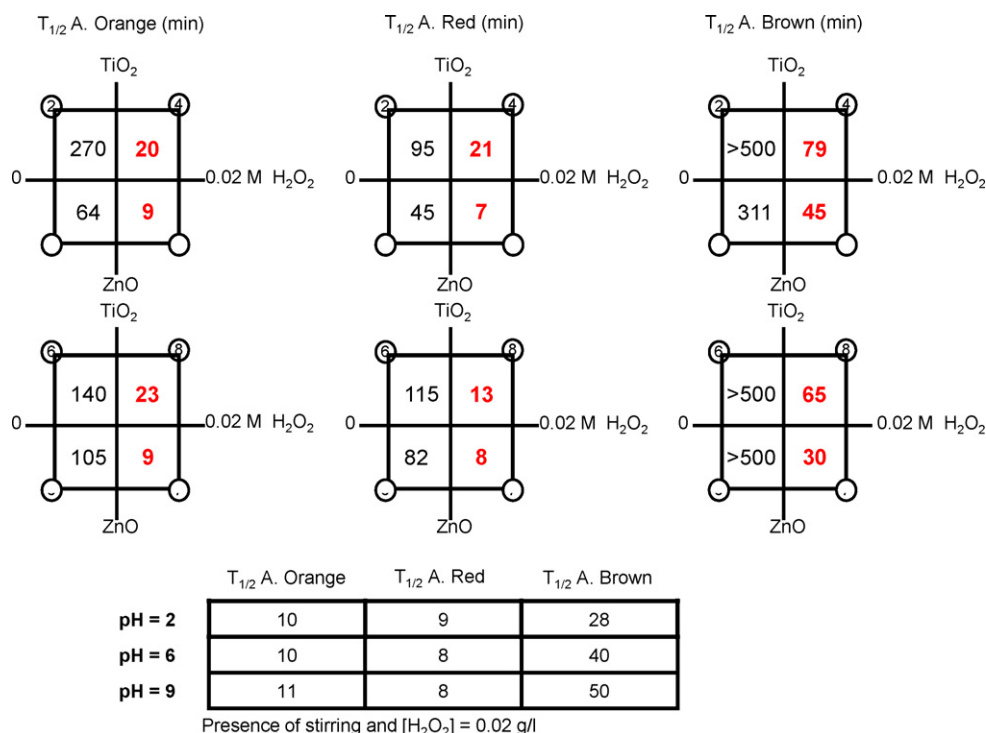 T1/2 A. Orange (min) T1/2 A. Red (min) T1/2 A. Brown (min)
TiO2 TiO2 TiO2
2 4 2 4 2 4
270 20 95 21 >500 79
0 0.02 M H2O2 0 0.02 M H2O2 0 0.02 M H2O2
64 9 45 7 311 45
ZnO ZnO ZnO
TiO2 TiO2 TiO2
6 8 6 8 6 8
140 23 115 13 >500 65
0 0.02 M H2O2 0 0.02 M H2O2 0 0.02 M H2O2
105 9 82 8 >500 30
ZnO ZnO ZnO
T1/2 A. Orange T1/2 A. Red T1/2 A. Brown
pH = 2 10 9 28
pH = 6 10 8 40
pH = 9 11 8 50
Presence of stirring and [H2O2] = 0.02 g/l